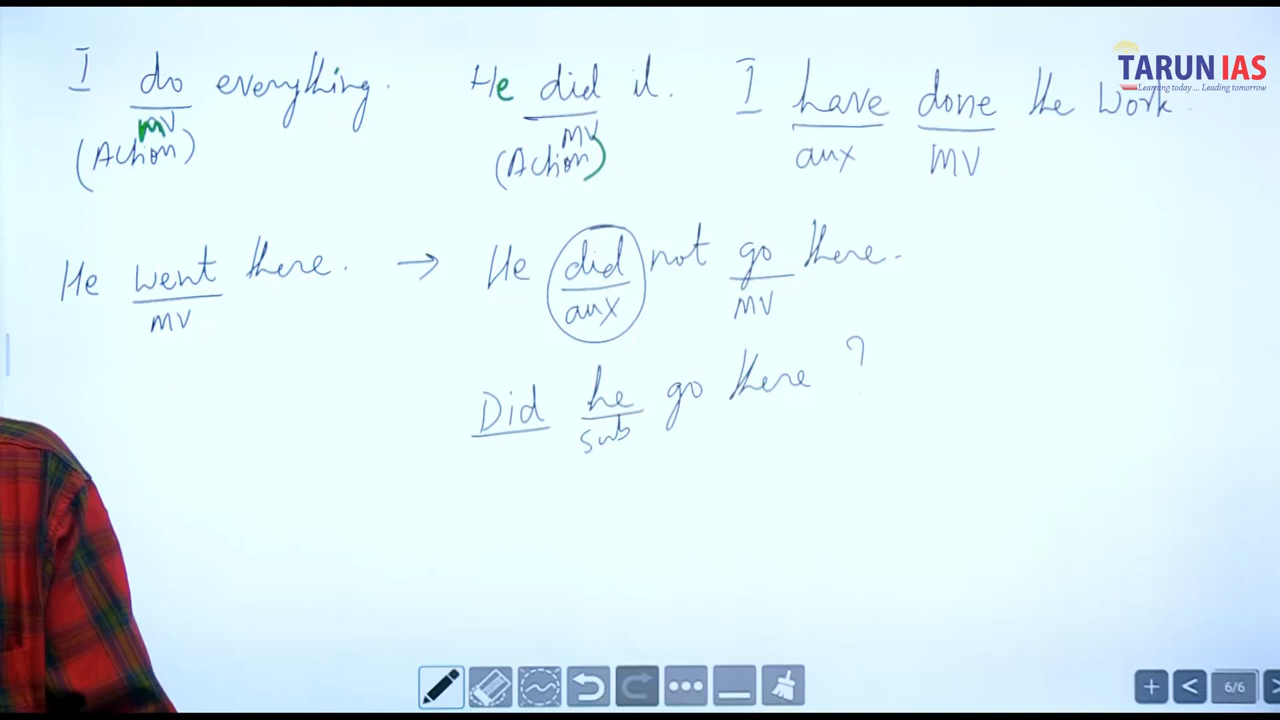 TARUN IAS
Learning today ... Leading tomorrow
I do everything. He did it. I have done the work.
MV MV aux MV
(Action) (Action)
He went there. → He did not go there.
MV aux MV
Did he go there ?
sub
6/6